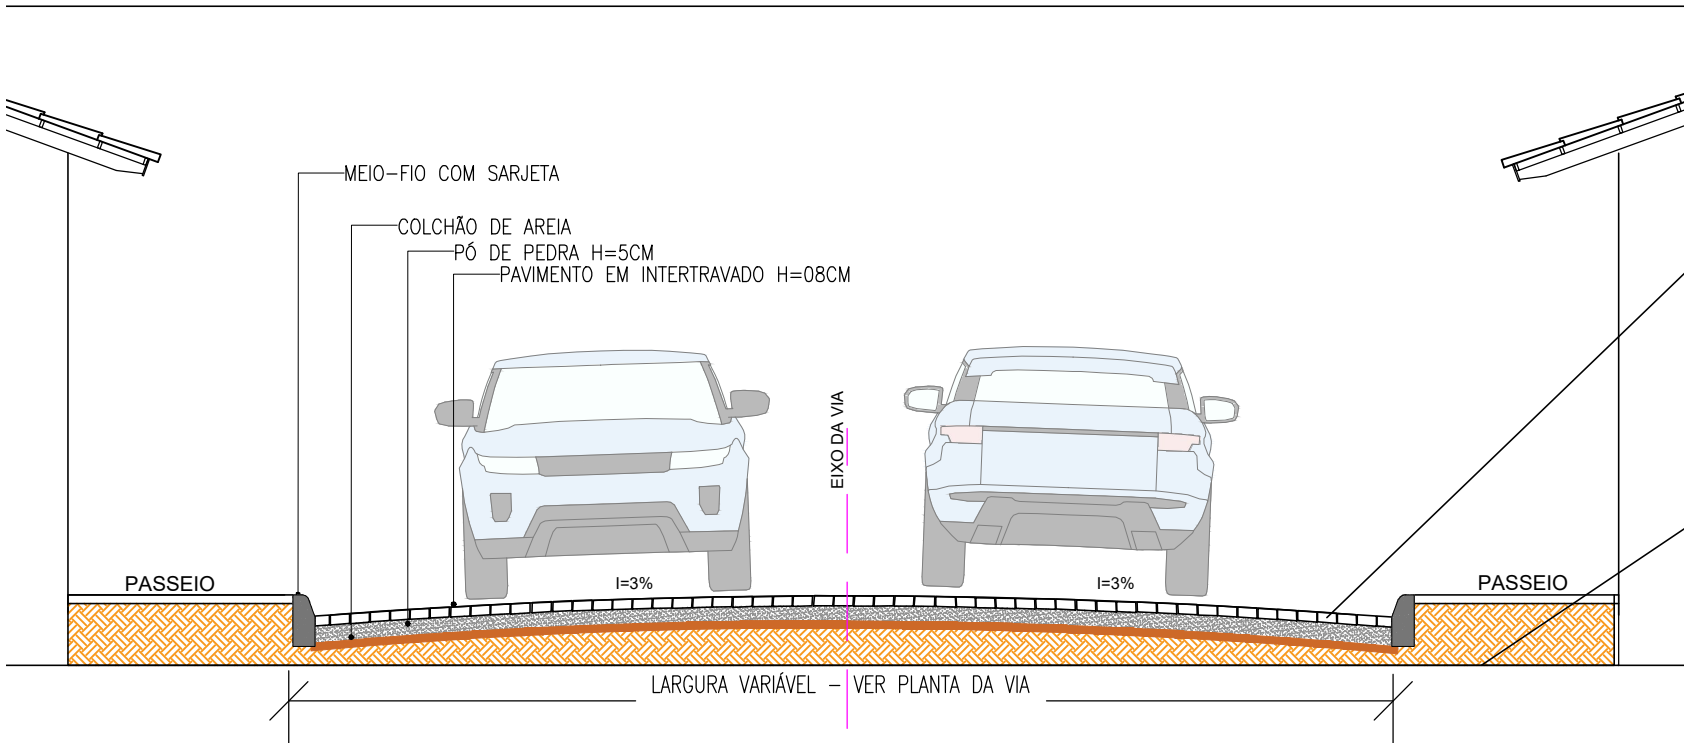 MEIO-FIO COM SARJETA
COLCHÃO DE AREIA
PÓ DE PEDRA H=5CM
PAVIMENTO EM INTERTRAVADO H=08CM
EIXO DA VIA
PASSEIO
I=3%
I=3%
PASSEIO
LARGURA VARIÁVEL - VER PLANTA DA VIA